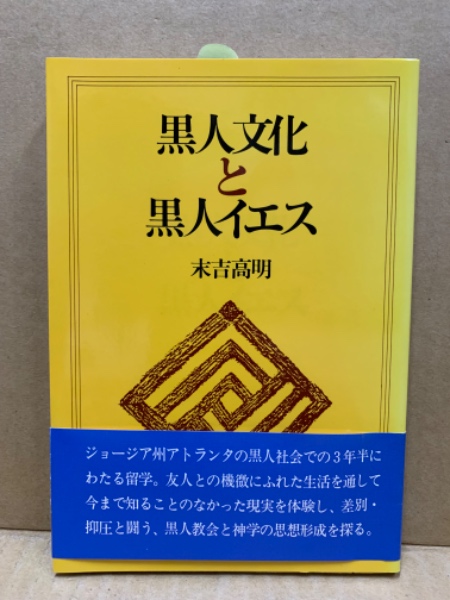 黒人文化
と
黒人イエス
末吉高明
ジョージア州アトランタの黒人社会での3年半に
わたる留学。友人との機微にふれた生活を通して
今まで知ることのなかった現実を体験し、差別・
抑圧と闘う、黒人教会と神学の思想形成を探る。